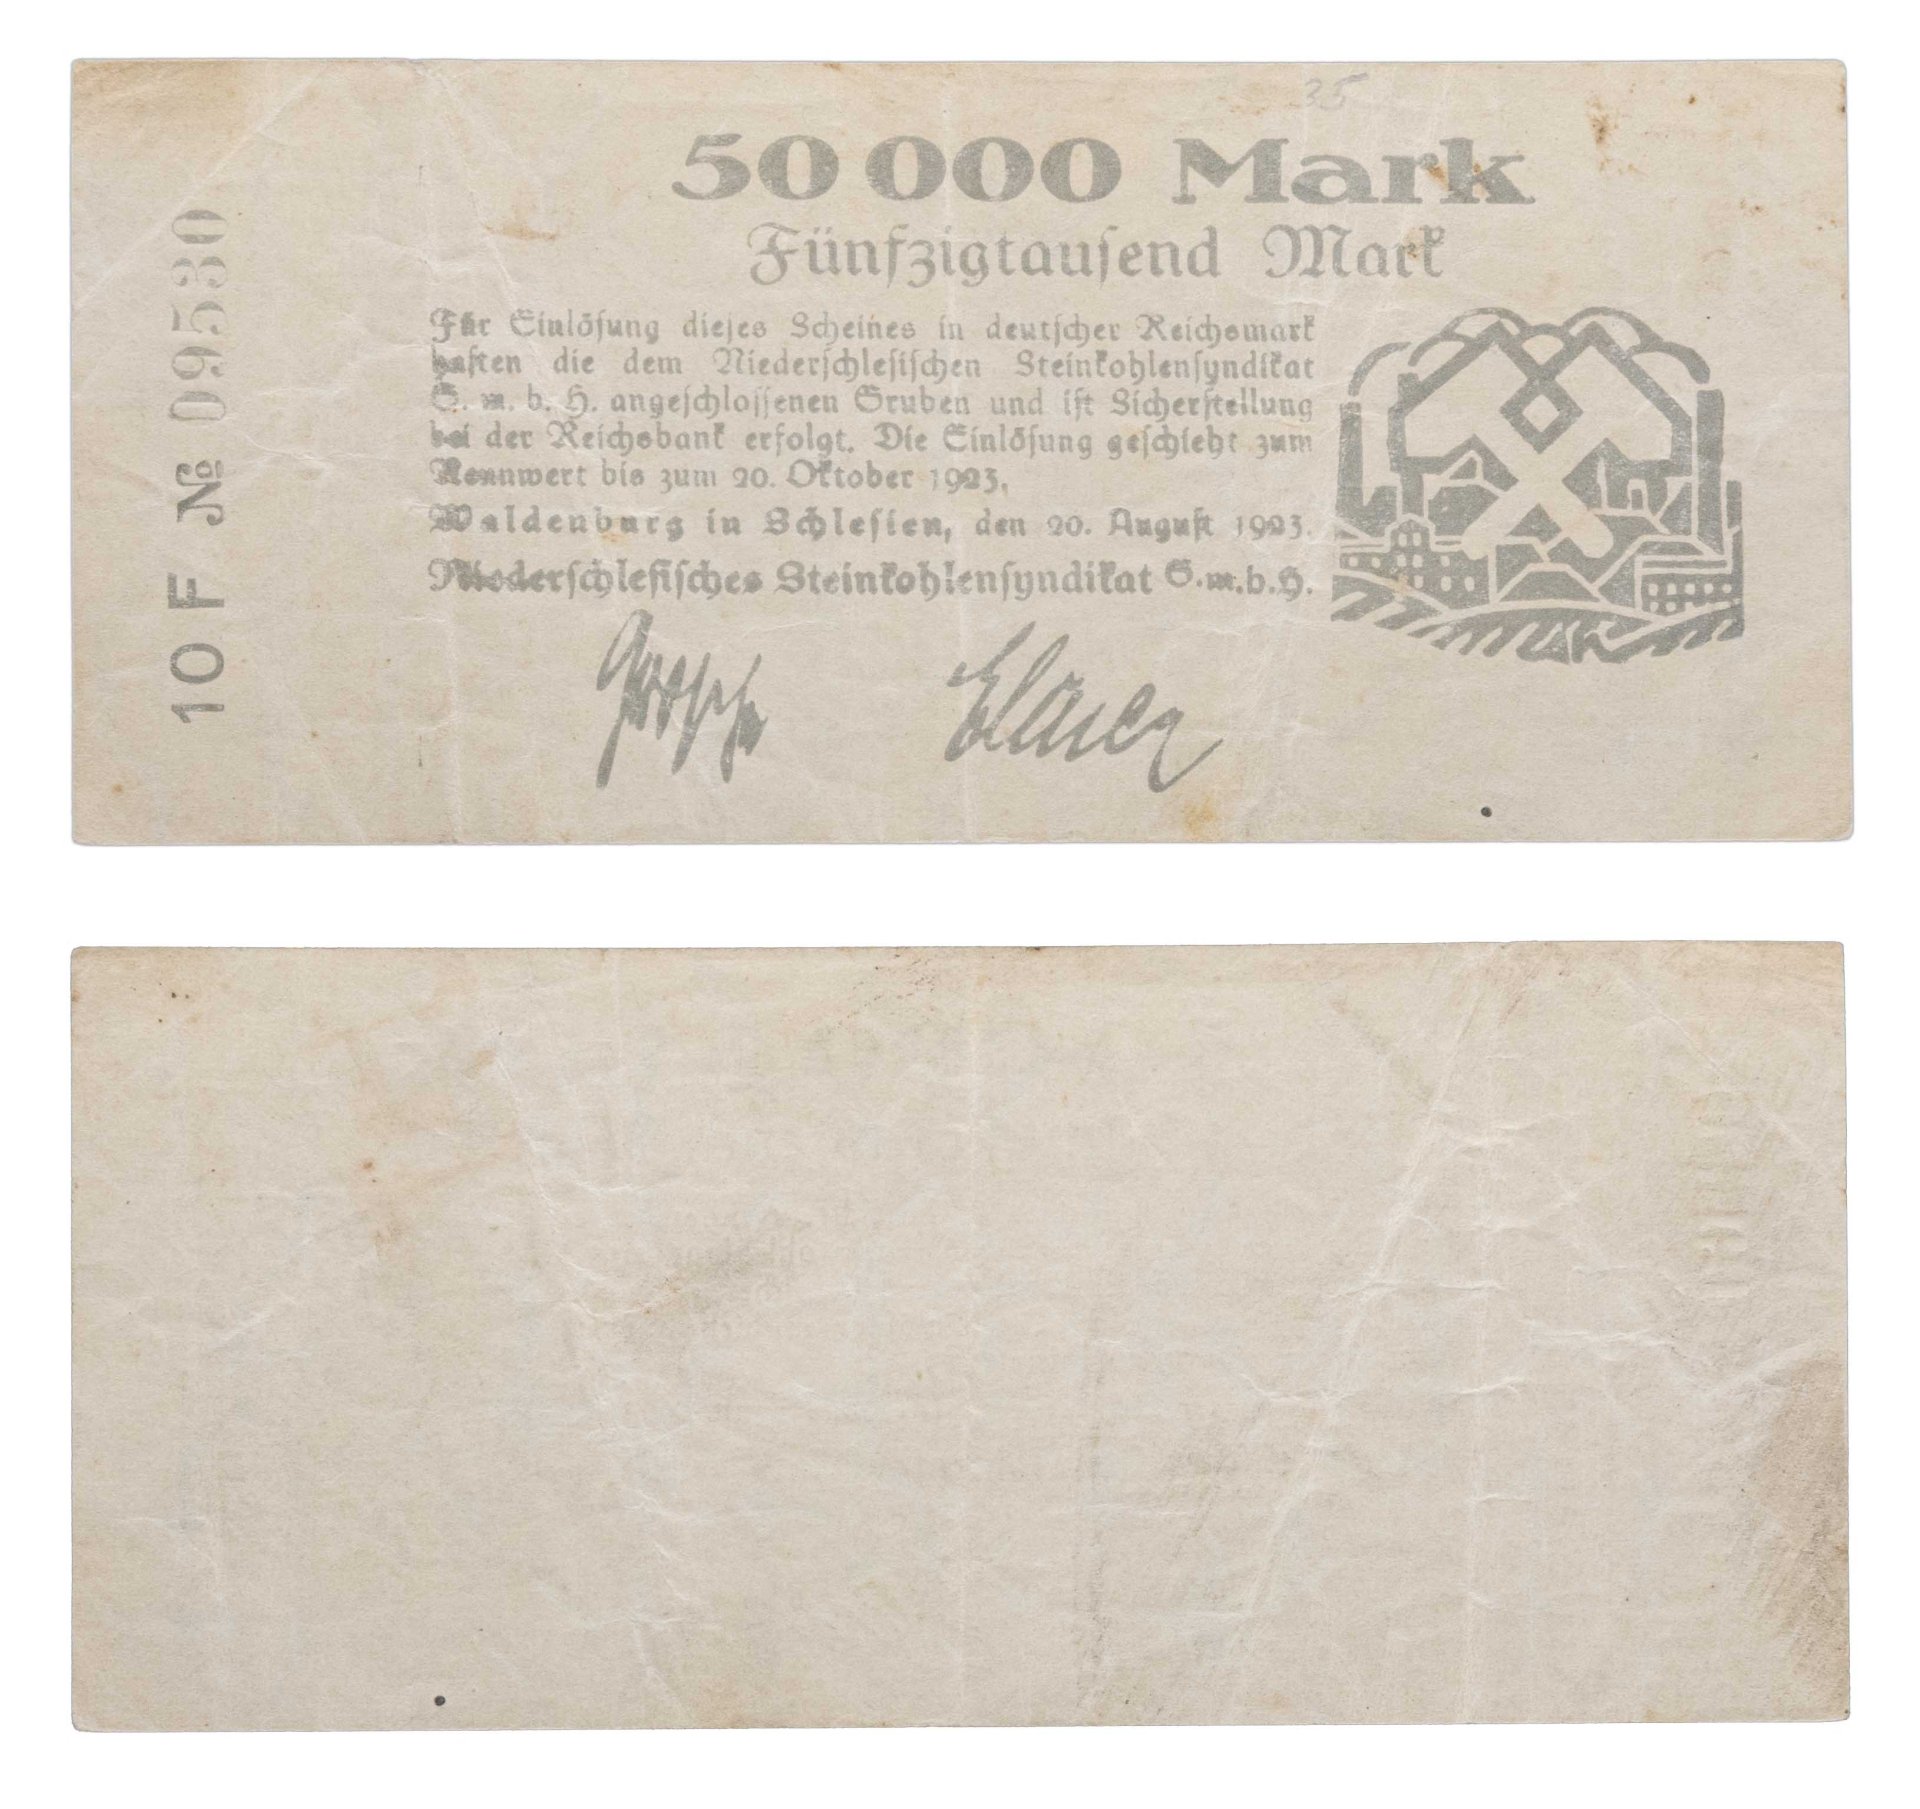 35
50 000 Mark
Fünfzigtausend Mark
Für Einlösung dieses Scheines in deutscher Reichsmark
haften die dem Niederschlesischen Steinkohlensyndikat
G. m. b. H. angeschlossenen Gruben und ist Sicherstellung
bei der Reichsbank erfolgt. Die Einlösung geschieht zum
Nennwert bis zum 20. Oktober 1923.
Waldenburg in Schlesien, den 20. August 1923.
Niederschlesisches Steinkohlensyndikat G.m.b.H.
10 F № 09530